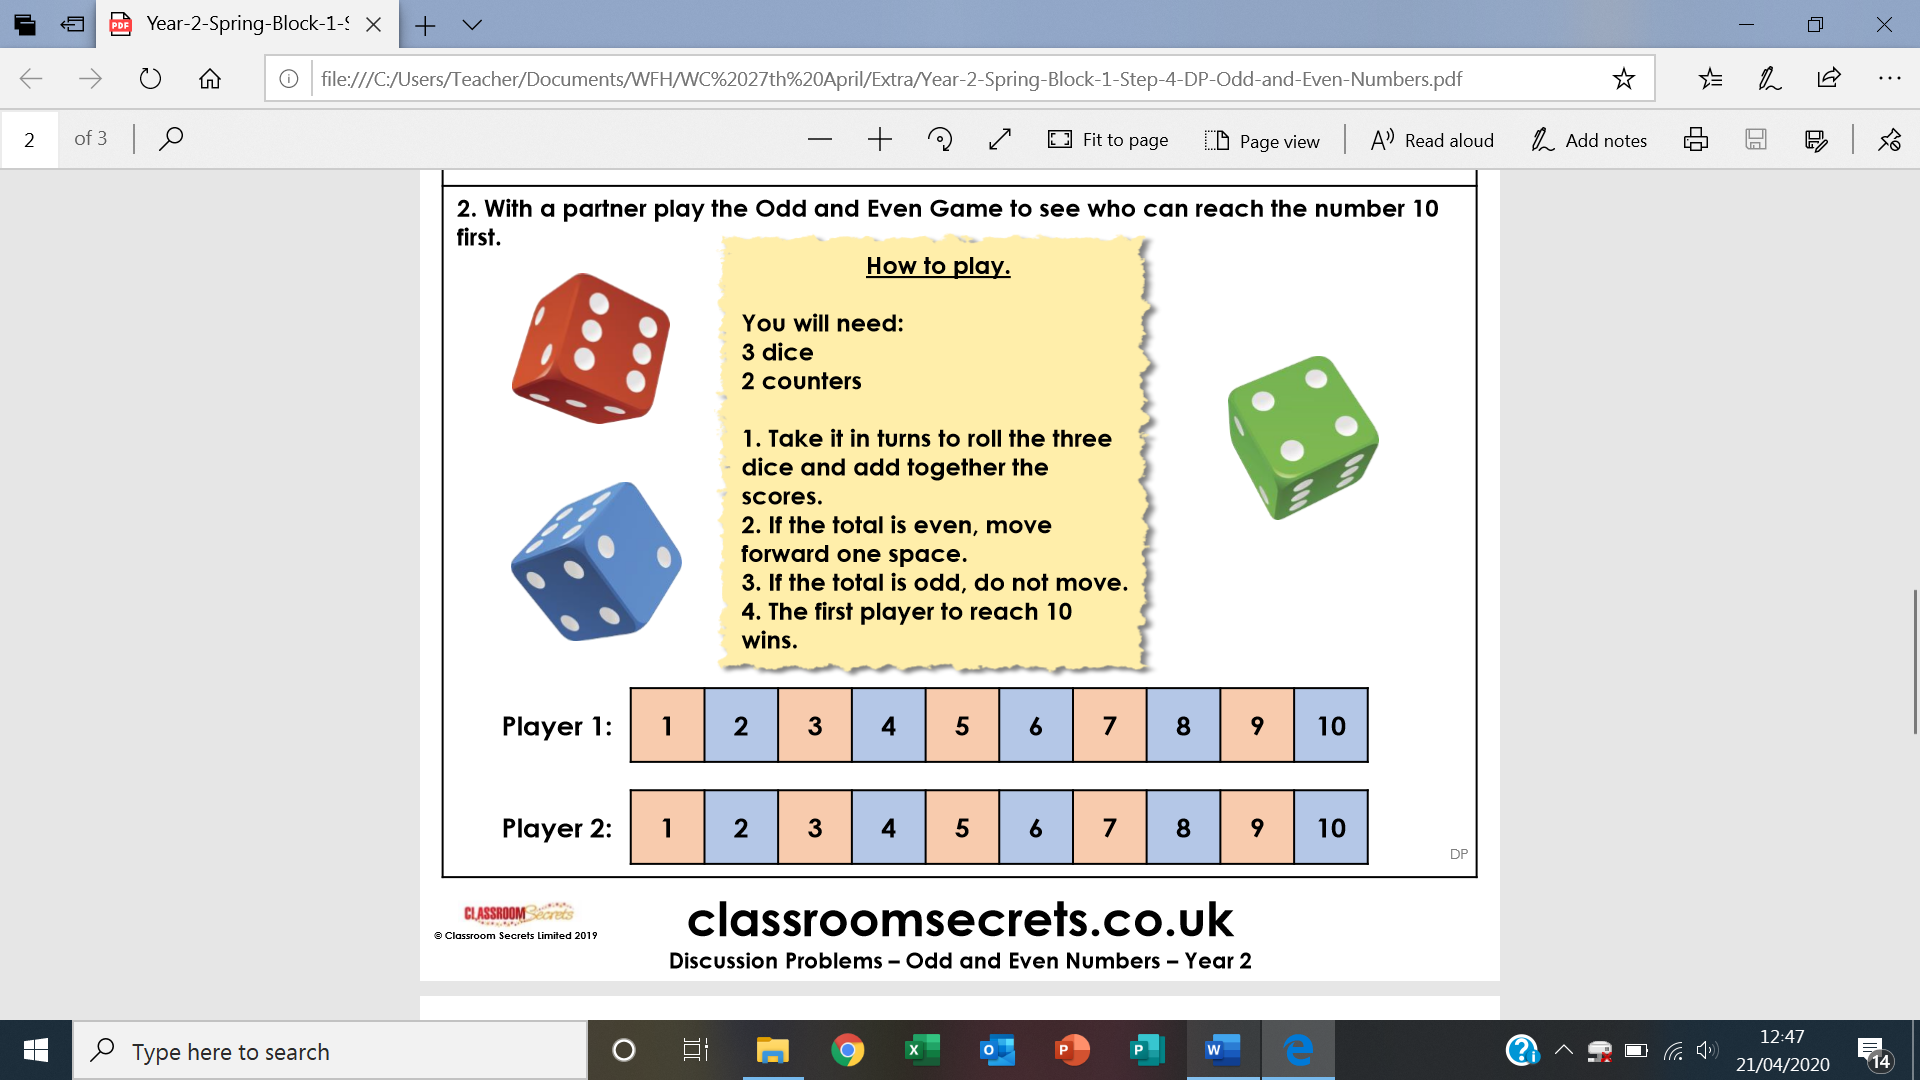 Year-2-Spring-Block-1-S
file:///C:/Users/Teacher/Documents/WFH/WC%2027th%20April/Extra/Year-2-Spring-Block-1-Step-4-DP-Odd-and-Even-Numbers.pdf
2 of 3 Fit to page Page view Read aloud Add notes
2. With a partner play the Odd and Even Game to see who can reach the number 10
first.
How to play.
You will need:
3 dice
2 counters
1. Take it in turns to roll the three
dice and add together the
scores.
2. If the total is even, move
forward one space.
3. If the total is odd, do not move.
4. The first player to reach 10
wins.
Player 1: 1 2 3 4 5 6 7 8 9 10
Player 2: 1 2 3 4 5 6 7 8 9 10
DP
CLASSROOM Secrets
© Classroom Secrets Limited 2019
classroomsecrets.co.uk
Discussion Problems – Odd and Even Numbers – Year 2
Type here to search
12:47
21/04/2020
14